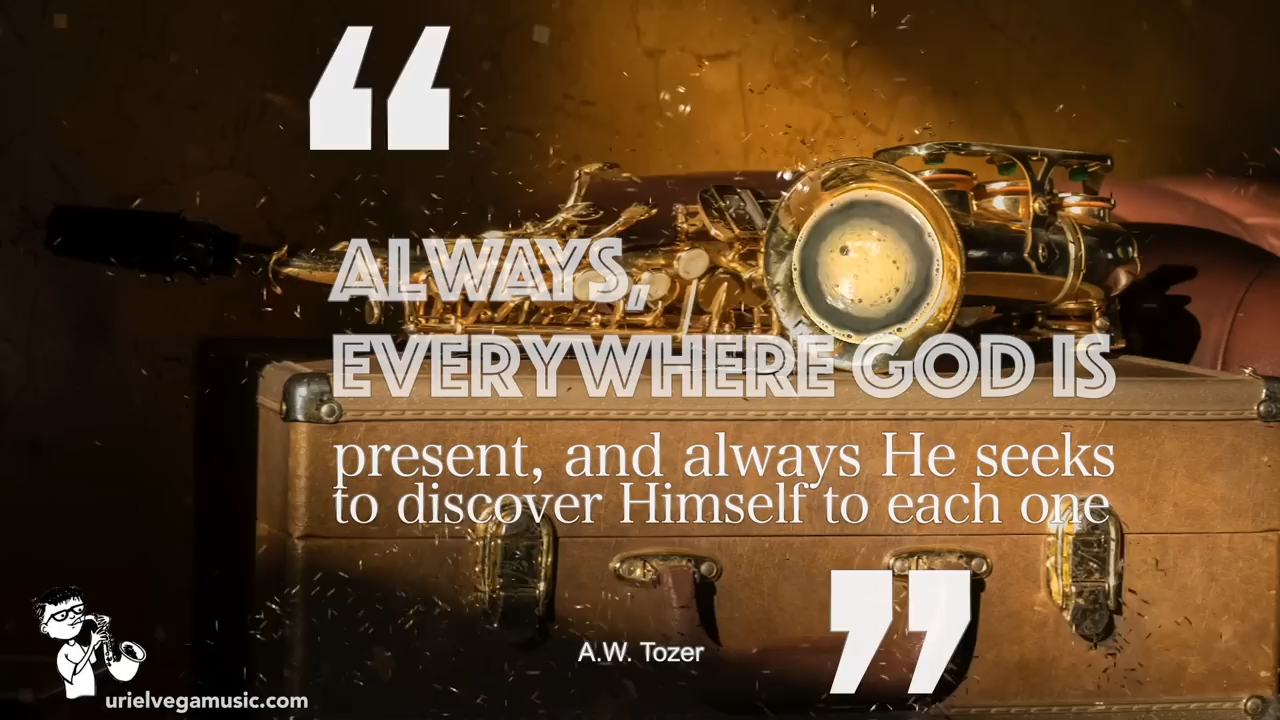 “
ALWAYS,
EVERYWHERE GOD IS
present, and always He seeks
to discover Himself to each one
”
A.W. Tozer
urielvegamusic.com